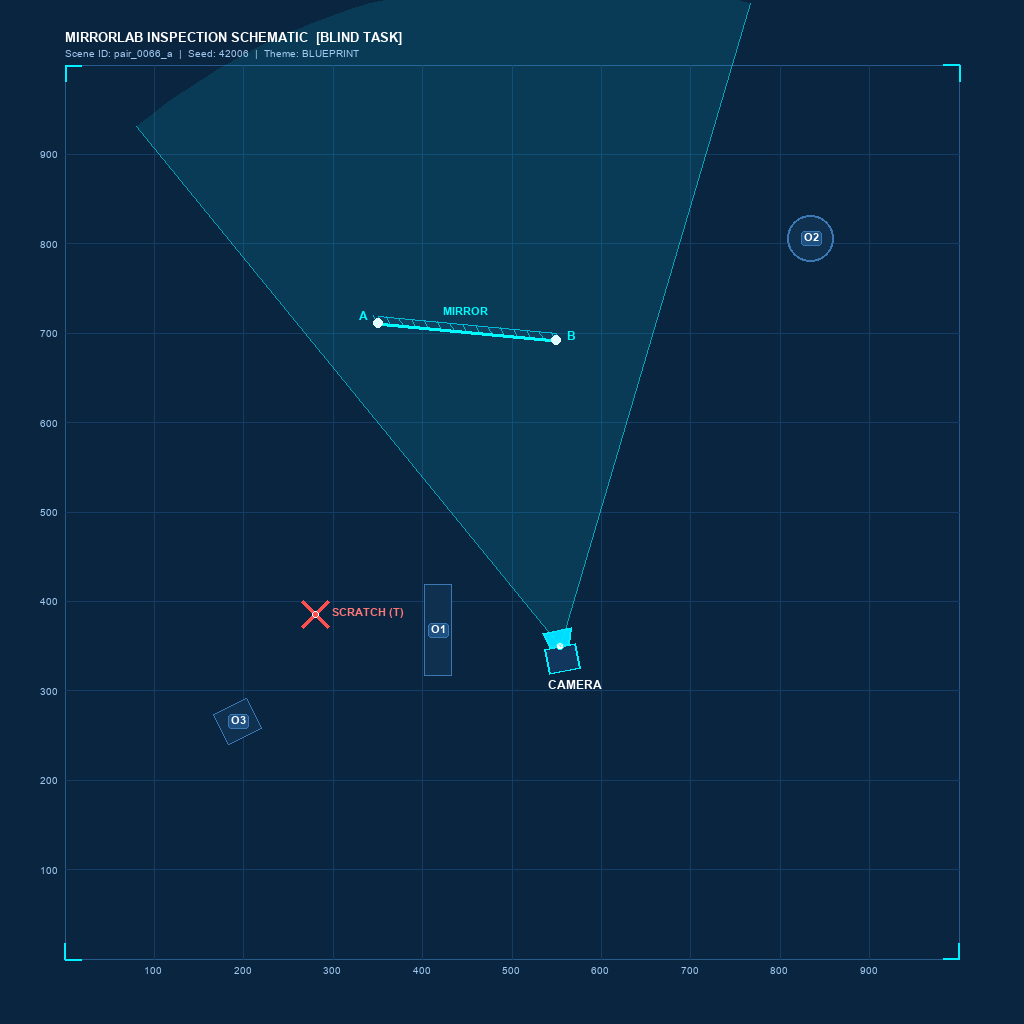 MIRRORLAB INSPECTION SCHEMATIC [BLIND TASK]
Scene ID: pair_0066_a | Seed: 42006 | Theme: BLUEPRINT
900
800
O2
MIRROR
A
B
700
600
500
400
SCRATCH (T)
O1
CAMERA
300
O3
200
100
100 200 300 400 500 600 700 800 900